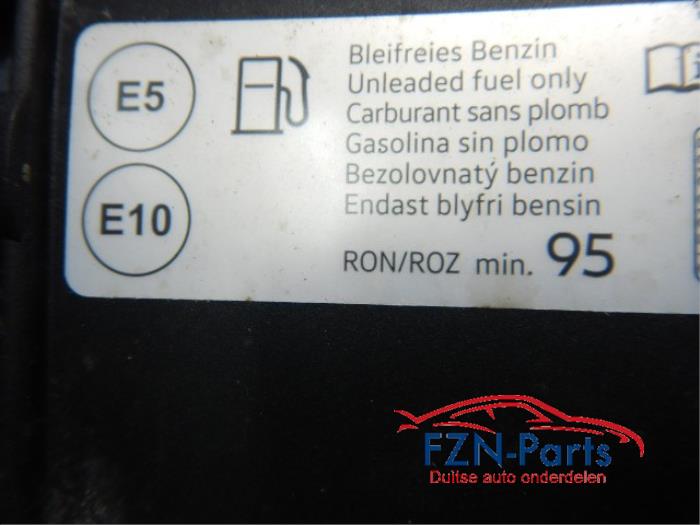 E5
E10
Bleifreies Benzin
Unleaded fuel only
Carburant sans plomb
Gasolina sin plomo
Bezolovnatý benzin
Endast blyfri bensin
RON/ROZ min. 95
i
FZN-Parts
Duitse auto onderdelen